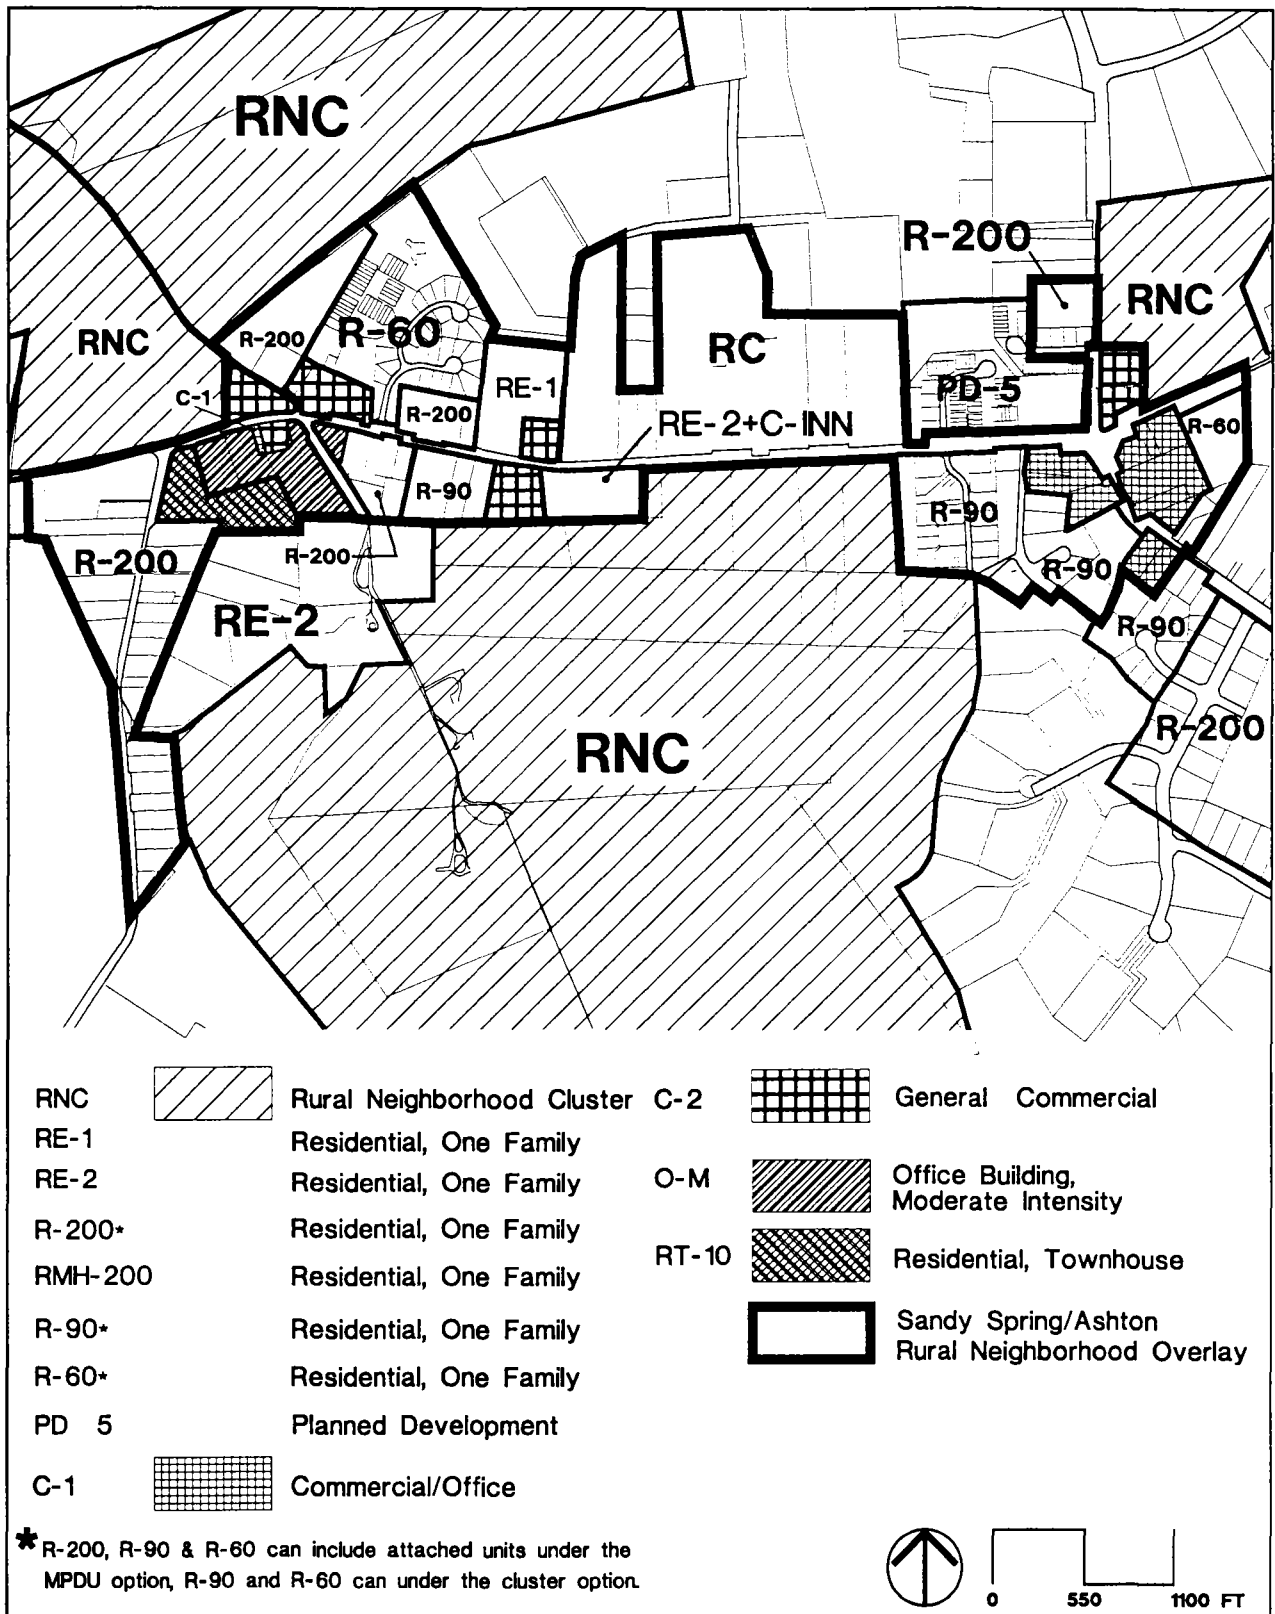 RNC
R-200
RNC
RNC
R-200
R-60
RC
C-1
RE-1
PD-5
R-200
RE-2+C-INN
R-60
R-90
R-90
R-200
R-200
R-90
RE-2
R-90
RNC
R-200
RNC Rural Neighborhood Cluster
RE-1 Residential, One Family
RE-2 Residential, One Family
R-200* Residential, One Family
RMH-200 Residential, One Family
R-90* Residential, One Family
R-60* Residential, One Family
PD 5 Planned Development
C-1 Commercial/Office
C-2 General Commercial
O-M Office Building,
Moderate Intensity
RT-10 Residential, Townhouse
Sandy Spring/Ashton
Rural Neighborhood Overlay
* R-200, R-90 & R-60 can include attached units under the
MPDU option, R-90 and R-60 can under the cluster option.
0 550 1100 FT